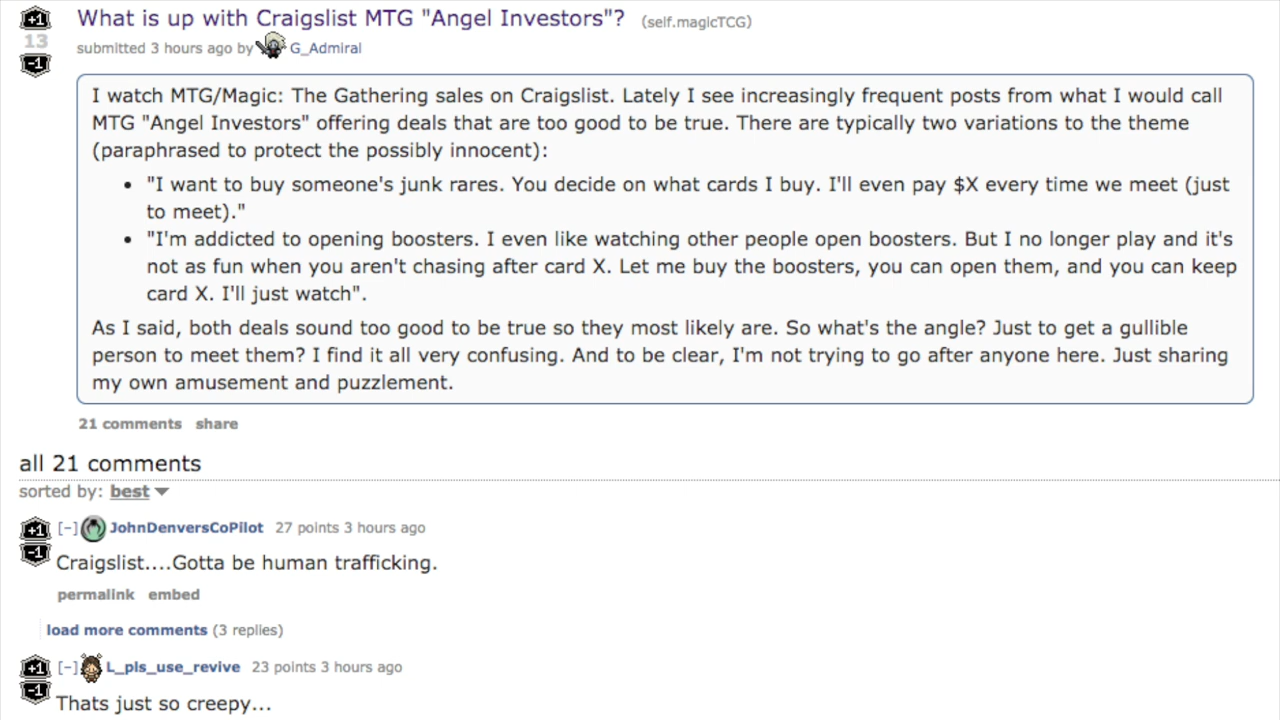 What is up with Craigslist MTG "Angel Investors"? (self.magicTCG)
+1
13
-1
submitted 3 hours ago by G_Admiral
I watch MTG/Magic: The Gathering sales on Craigslist. Lately I see increasingly frequent posts from what I would call
MTG "Angel Investors" offering deals that are too good to be true. There are typically two variations to the theme
(paraphrased to protect the possibly innocent):
• "I want to buy someone's junk rares. You decide on what cards I buy. I'll even pay $X every time we meet (just
to meet)."
• "I'm addicted to opening boosters. I even like watching other people open boosters. But I no longer play and it's
not as fun when you aren't chasing after card X. Let me buy the boosters, you can open them, and you can keep
card X. I'll just watch".
As I said, both deals sound too good to be true so they most likely are. So what's the angle? Just to get a gullible
person to meet them? I find it all very confusing. And to be clear, I'm not trying to go after anyone here. Just sharing
my own amusement and puzzlement.
21 comments share
all 21 comments
sorted by: best
+1
-1
[–] JohnDenversCoPilot 27 points 3 hours ago
Craigslist....Gotta be human trafficking.
permalink embed
load more comments (3 replies)
+1
-1
[–] L_pls_use_revive 23 points 3 hours ago
Thats just so creepy...